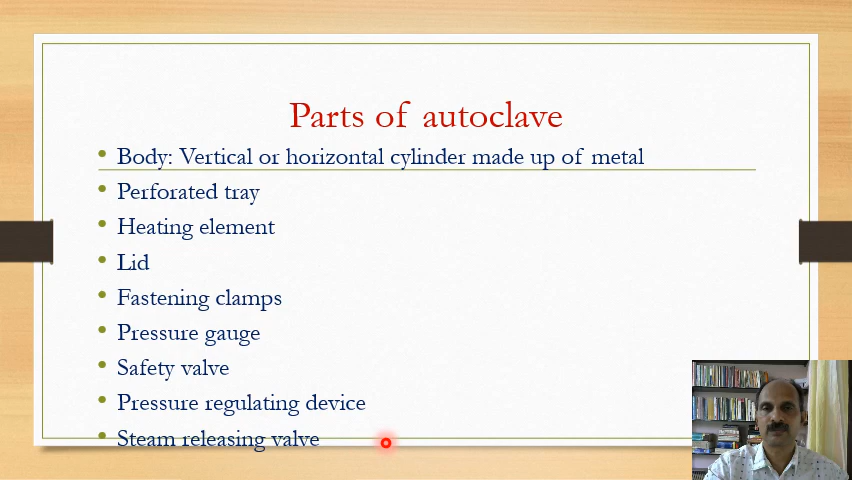 Parts of autoclave
• Body: Vertical or horizontal cylinder made up of metal
• Perforated tray
• Heating element
• Lid
• Fastening clamps
• Pressure gauge
• Safety valve
• Pressure regulating device
• Steam releasing valve